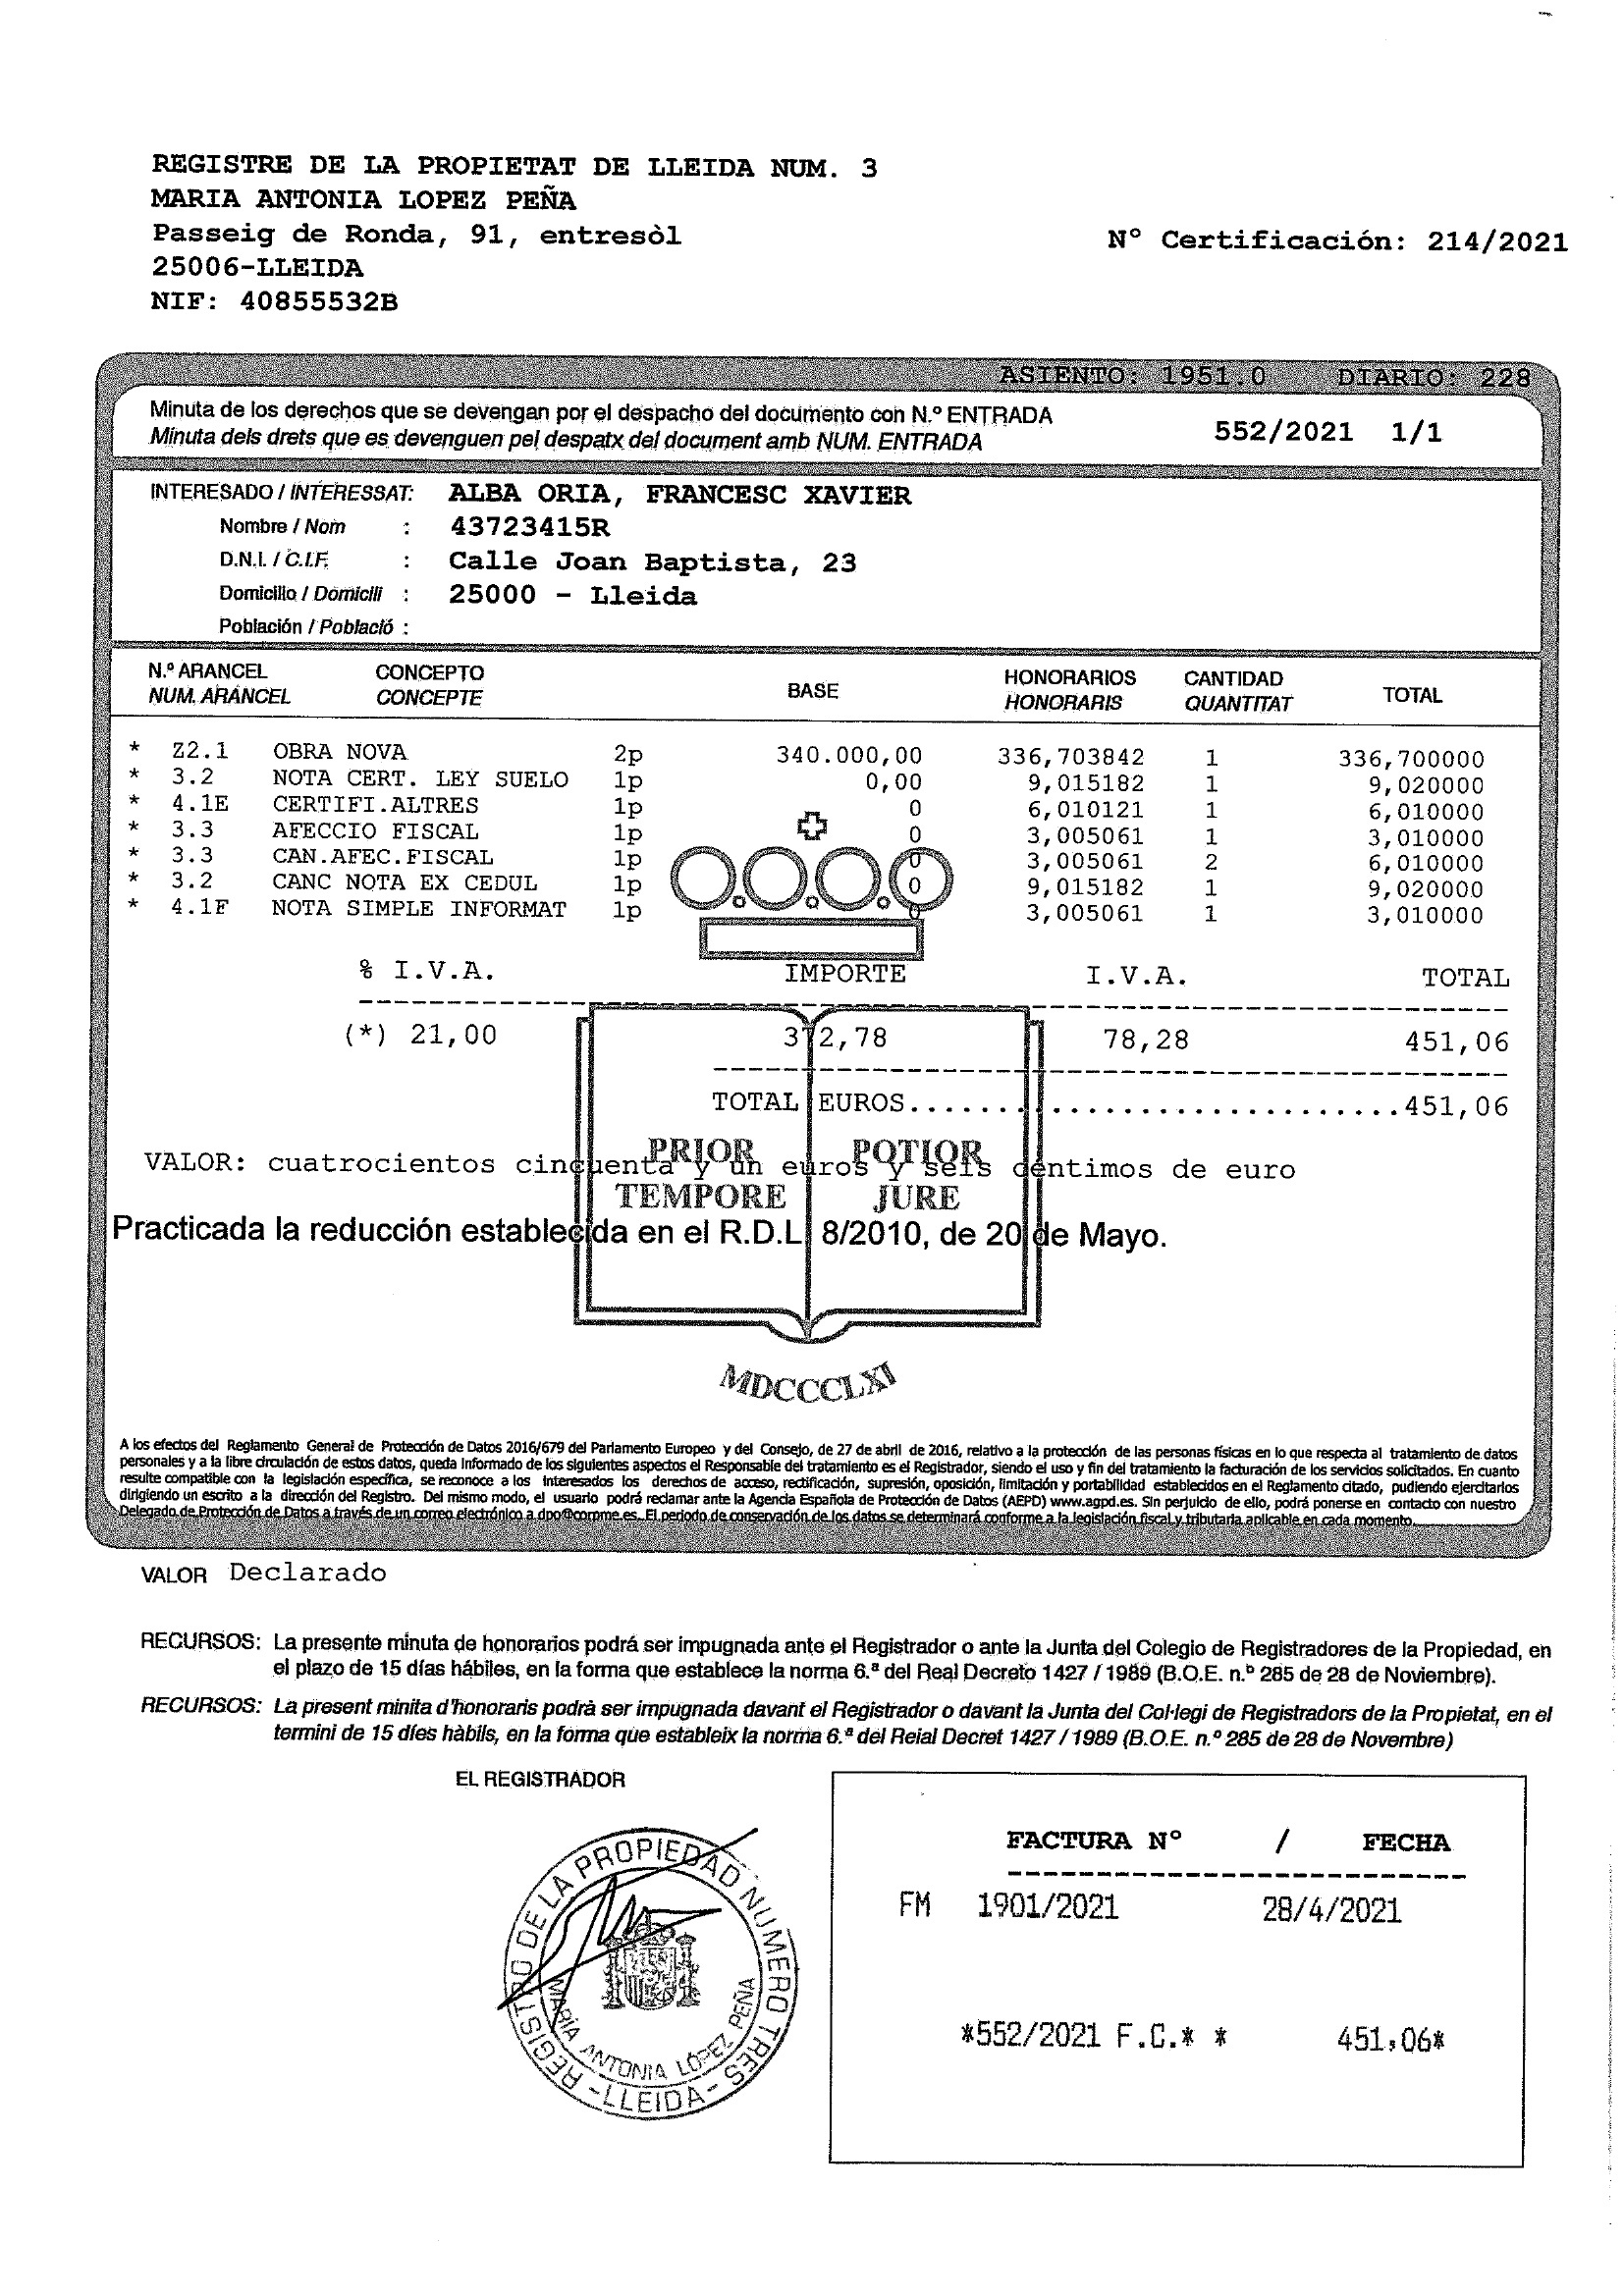 REGISTRE DE LA PROPIETAT DE LLEIDA NUM. 3
MARIA ANTONIA LOPEZ PEÑA
Passeig de Ronda, 91, entresòl
Nº Certificación: 214/2021
25006-LLEIDA
NIF: 40855532B
ASIENTO: 1951.0 DIARIO: 228
Minuta de los derechos que se devengan por el despacho del documento con N.º ENTRADA
Minuta dels drets que es devenguen pel despatx del document amb NUM. ENTRADA
552/2021 1/1
INTERESADO / INTERESSAT: ALBA ORIA, FRANCESC XAVIER
Nombre / Nom : 43723415R
D.N.I. / C.I.F. : Calle Joan Baptista, 23
Domicilio / Domicili : 25000 - Lleida
Población / Població :
N.º ARANCEL CONCEPTO BASE HONORARIOS CANTIDAD TOTAL
NUM. ARANCEL CONCEPTE HONORARIS QUANTITAT
* Z2.1 OBRA NOVA 2p 340.000,00 336,703842 1 336,700000
* 3.2 NOTA CERT. LEY SUELO 1p 0,00 9,015182 1 9,020000
* 4.1E CERTIFI.ALTRES 1p 0 6,010121 1 6,010000
* 3.3 AFECCIO FISCAL 1p 0 3,005061 1 3,010000
* 3.3 CAN.AFEC.FISCAL 1p 0 3,005061 2 6,010000
* 3.2 CANC NOTA EX CEDUL 1p 0 9,015182 1 9,020000
* 4.1F NOTA SIMPLE INFORMAT 1p 0 3,005061 1 3,010000
% I.V.A. IMPORTE I.V.A. TOTAL
(*) 21,00 372,78 78,28 451,06
TOTAL EUROS.....................................451,06
PRIOR POTIOR
VALOR: cuatrocientos cincuenta y un euros y seis céntimos de euro
TEMPORE JURE
Practicada la reducción establecida en el R.D.L 8/2010, de 20 de Mayo.
MDCCCLXI
A los efectos del Reglamento General de Protección de Datos 2016/679 del Parlamento Europeo y del Consejo, de 27 de abril de 2016, relativo a la protección de las personas físicas en lo que respecta al tratamiento de datos
personales y a la libre circulación de estos datos, queda informado de los siguientes aspectos el Responsable del tratamiento es el Registrador, siendo el uso y fin del tratamiento la facturación de los servicios solicitados. En cuanto
resulte compatible con la legislación específica, se reconoce a los interesados los derechos de acceso, rectificación, supresión, oposición, limitación y portabilidad establecidos en el Reglamento citado, pudiendo ejercitarlos
dirigiendo un escrito a la dirección del Registro. Del mismo modo, el usuario podrá reclamar ante la Agencia Española de Protección de Datos (AEPD) www.agpd.es. Sin perjuicio de ello, podrá ponerse en contacto con nuestro
Delegado de Protección de Datos a través de un correo electrónico a dpo@corpme.es. El periodo de conservación de los datos se determinará conforme a la legislación fiscal y tributaria aplicable en cada momento.
VALOR Declarado
RECURSOS: La presente minuta de honorarios podrá ser impugnada ante el Registrador o ante la Junta del Colegio de Registradores de la Propiedad, en
el plazo de 15 días hábiles, en la forma que establece la norma 6.ª del Real Decreto 1427 / 1989 (B.O.E. n.º 285 de 28 de Noviembre).
RECURSOS: La present minita d'honoraris podrà ser impugnada davant el Registrador o davant la Junta del Col·legi de Registradors de la Propietat, en el
termini de 15 díes hàbils, en la forma que estableix la norma 6.ª del Reial Decret 1427 / 1989 (B.O.E. n.º 285 de 28 de Novembre)
EL REGISTRADOR
REGISTRO DE LA PROPIEDAD NUMERO TRES
- LLEIDA -
MARÍA ANTONIA LÓPEZ PEÑA
FACTURA Nº / FECHA
FM 1901/2021 28/4/2021
*552/2021 F.C.* * 451,06*